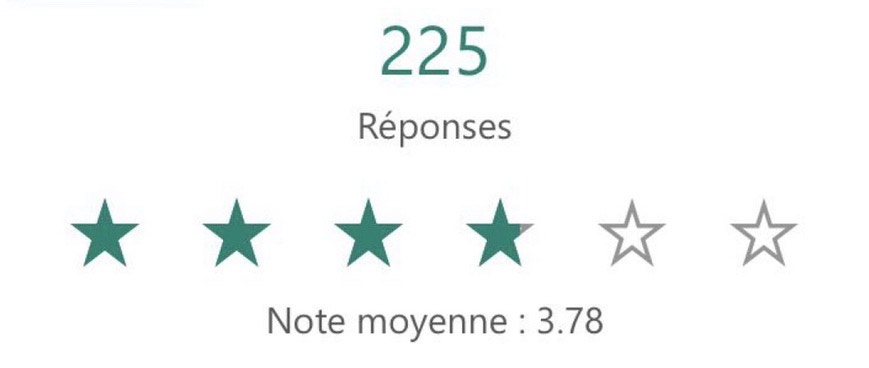 225
Réponses
Note moyenne : 3.78